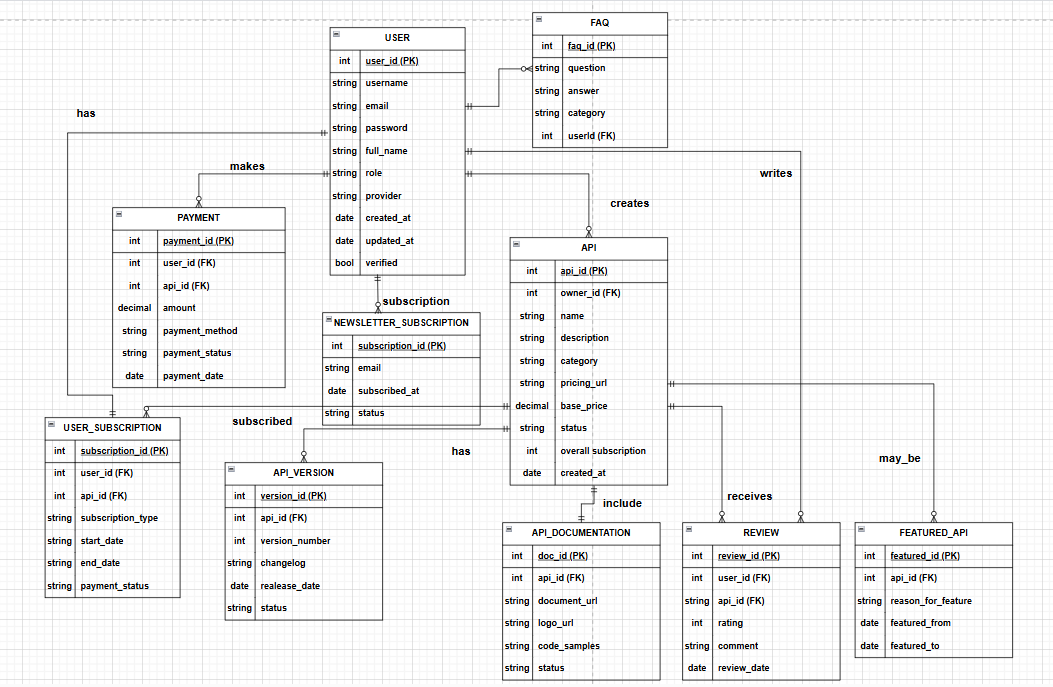 USER
int user_id (PK)
string username
string email
string password
string full_name
string role
string provider
date created_at
date updated_at
bool verified
FAQ
int faq_id (PK)
string question
string answer
string category
int userId (FK)
has
makes
writes
creates
subscription
PAYMENT
int payment_id (PK)
int user_id (FK)
int api_id (FK)
decimal amount
string payment_method
string payment_status
date payment_date
NEWSLETTER_SUBSCRIPTION
int subscription_id (PK)
string email
date subscribed_at
string status
API
int api_id (PK)
int owner_id (FK)
string name
string description
string category
string pricing_url
decimal base_price
string status
int overall subscription
date created_at
subscribed
has
include
receives
may_be
USER_SUBSCRIPTION
int subscription_id (PK)
int user_id (FK)
int api_id (FK)
string subscription_type
string start_date
string end_date
string payment_status
API_VERSION
int version_id (PK)
int api_id (FK)
int version_number
string changelog
date realease_date
string status
API_DOCUMENTATION
int doc_id (PK)
int api_id (FK)
string document_url
string logo_url
string code_samples
string status
REVIEW
int review_id (PK)
int user_id (FK)
string api_id (FK)
int rating
string comment
date review_date
FEATURED_API
int featured_id (PK)
int api_id (FK)
string reason_for_feature
date featured_from
date featured_to